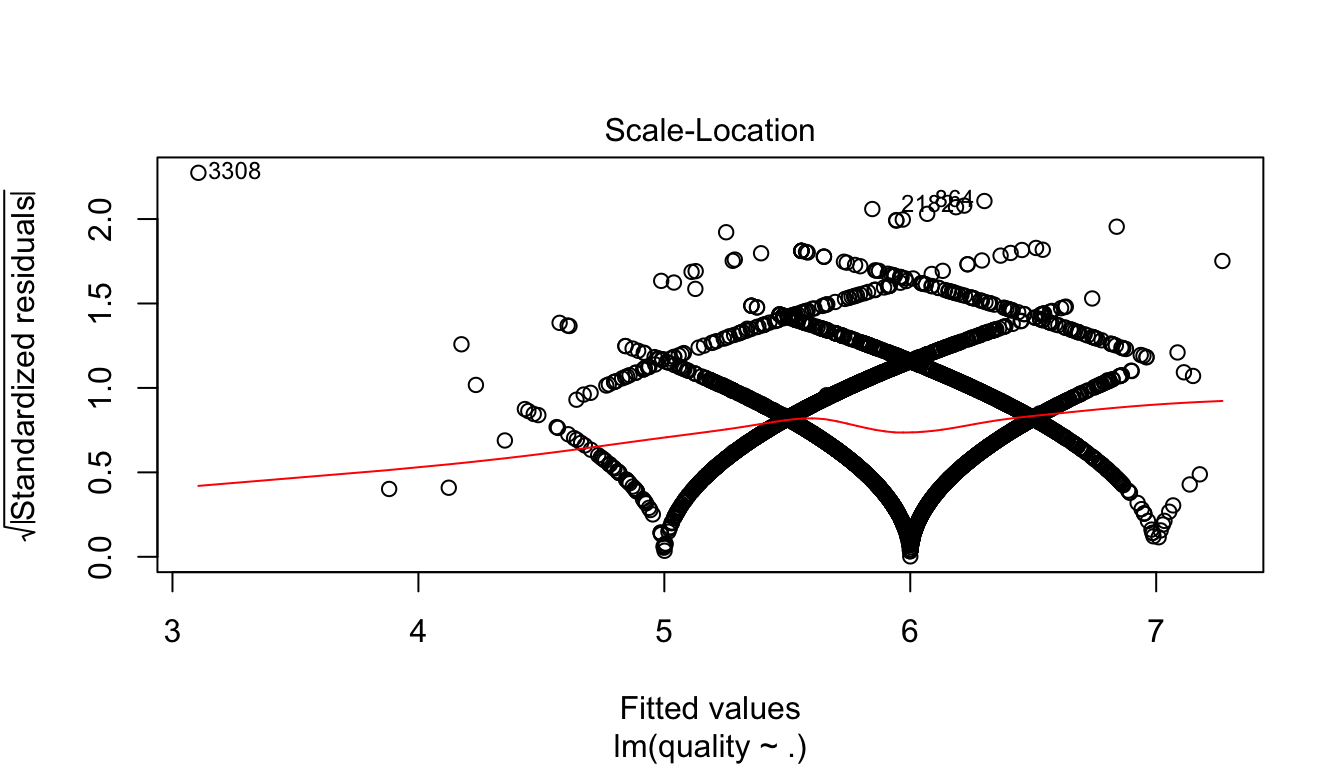 Scale-Location
√|Standardized residuals|
2.0
1.5
1.0
0.5
0.0
3308
3
4
5
6
7
Fitted values
lm(quality ~ .)